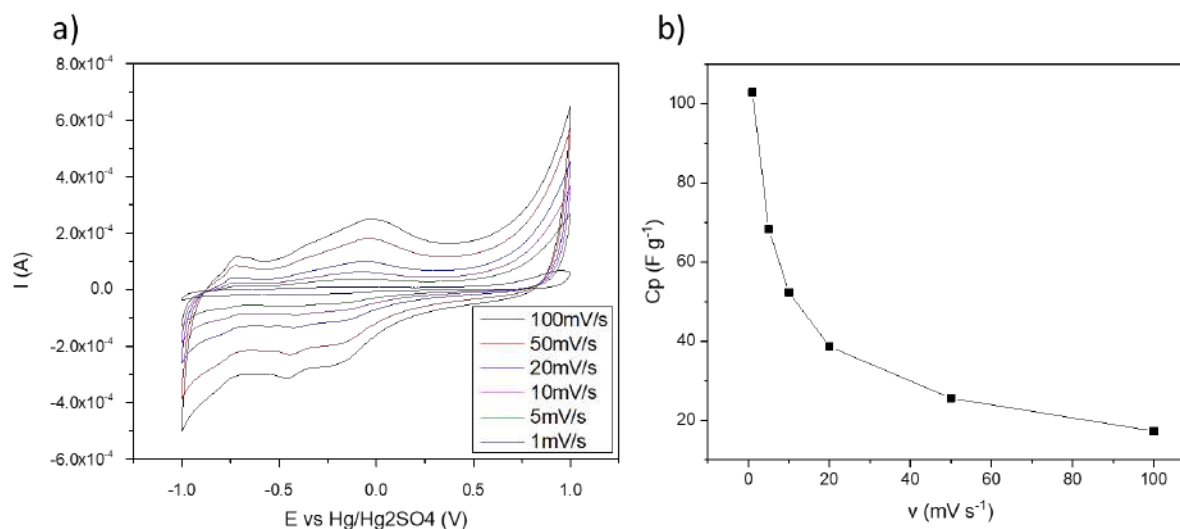 a)
8.0x10-4
6.0x10-4
4.0x10-4
2.0x10-4
0.0
-2.0x10-4
-4.0x10-4
-6.0x10-4
I (A)
-1.0
-0.5
0.0
0.5
1.0
E vs Hg/Hg2SO4 (V)
100mV/s
50mV/s
20mV/s
10mV/s
5mV/s
1mV/s
b)
100
80
60
40
20
Cp (F g-1)
0
20
40
60
80
100
v (mV s-1)